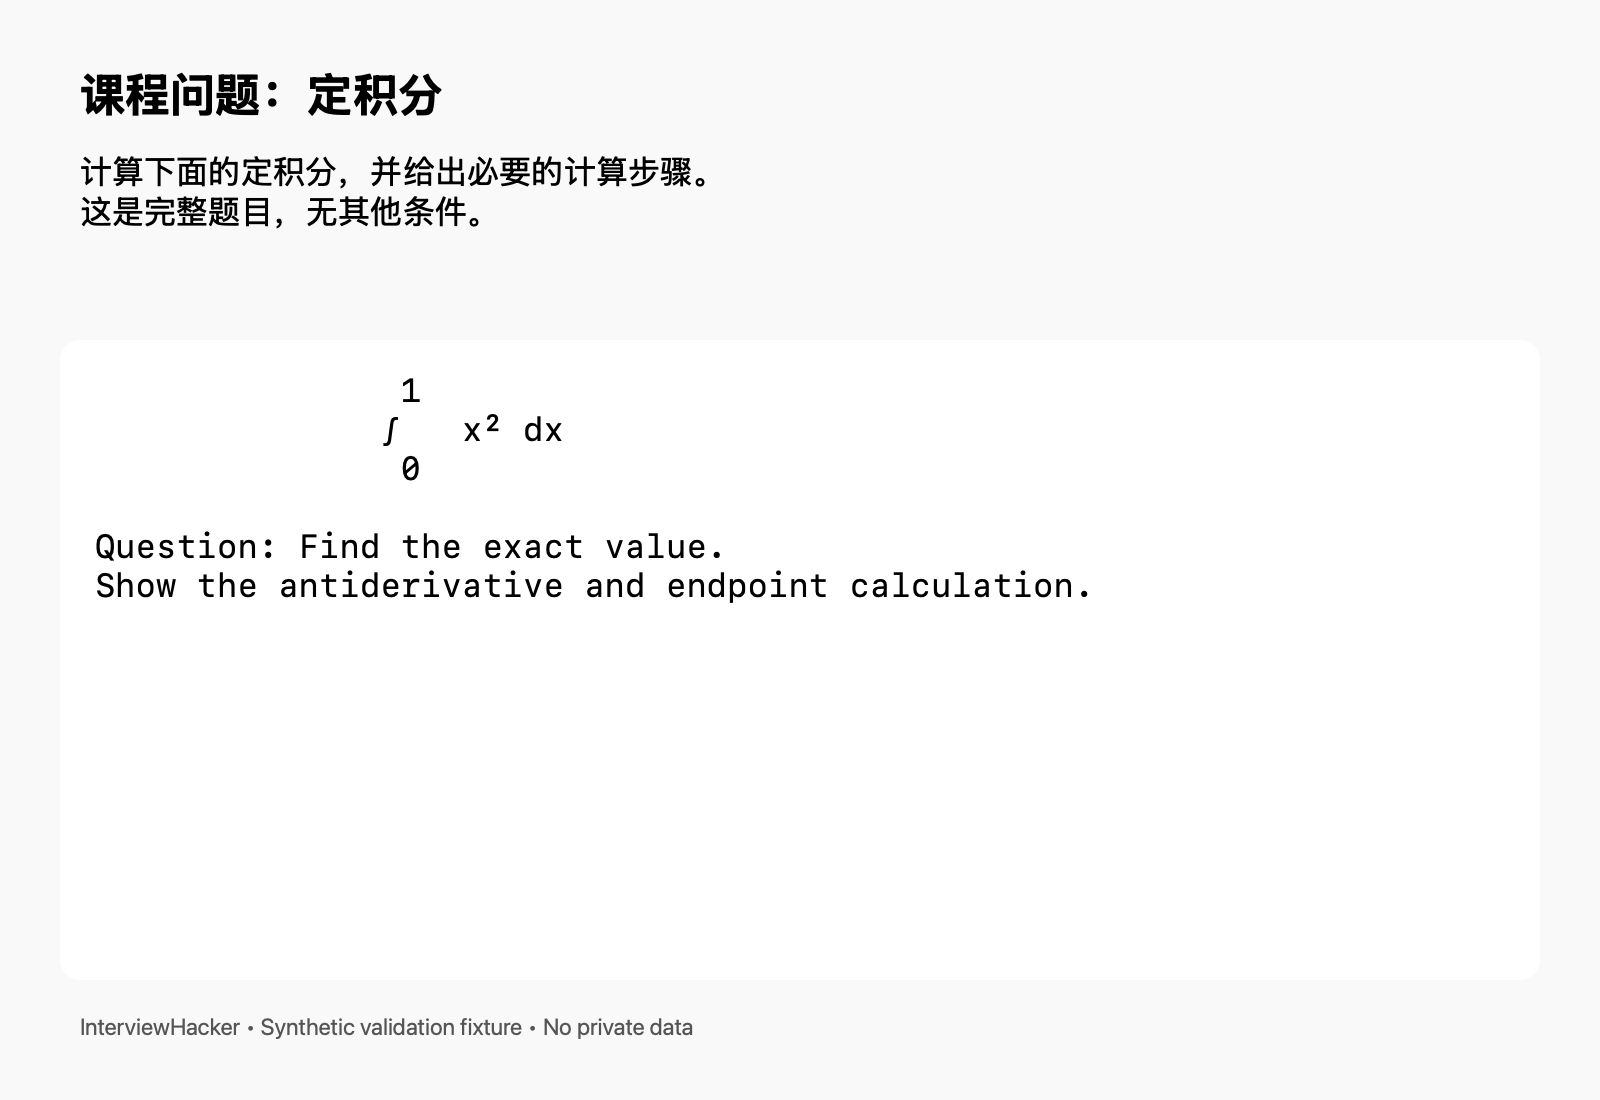 课程问题：定积分
计算下面的定积分，并给出必要的计算步骤。
这是完整题目，无其他条件。
1
∫ x² dx
0
Question: Find the exact value.
Show the antiderivative and endpoint calculation.
InterviewHacker • Synthetic validation fixture • No private data